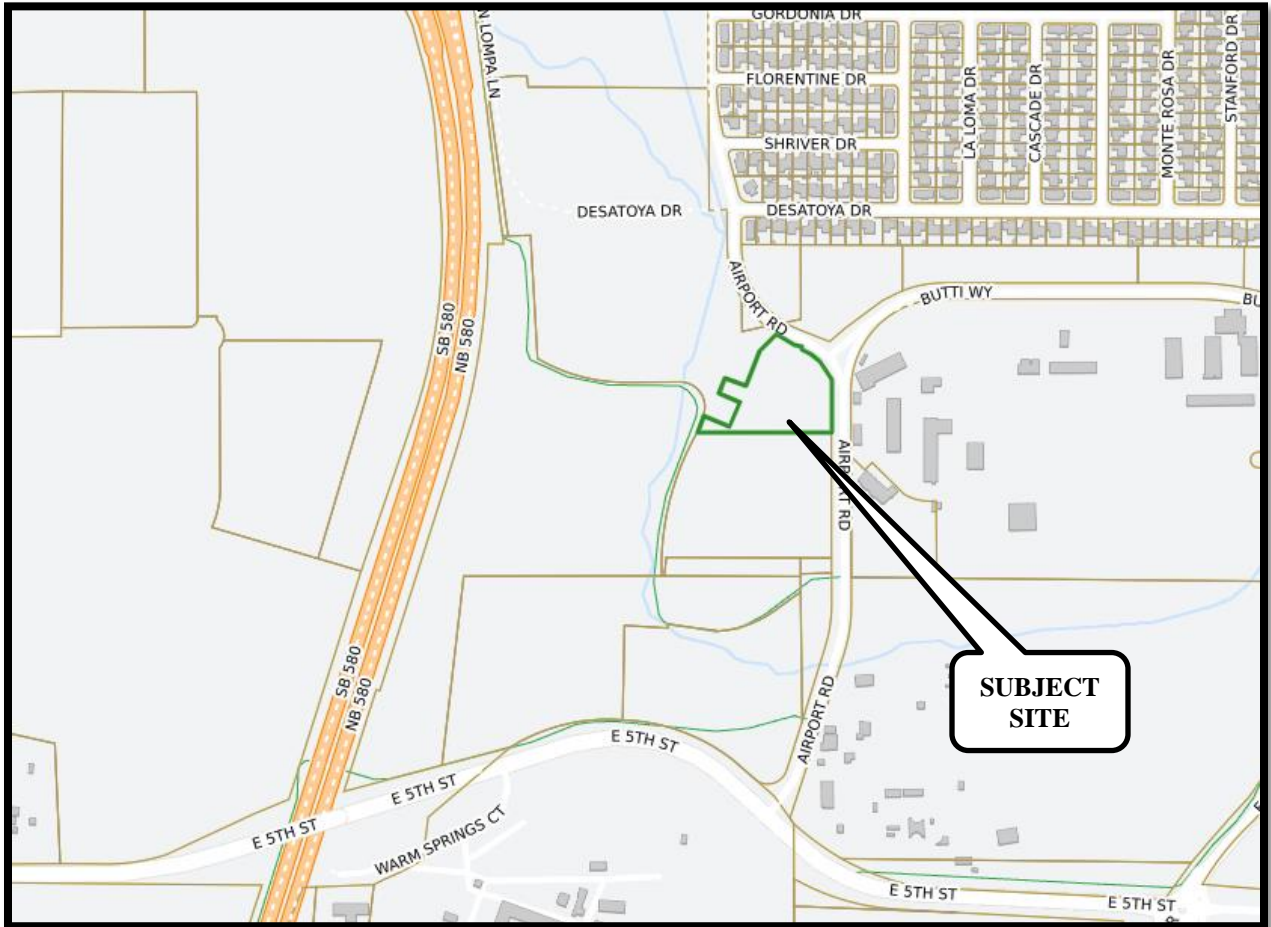 GORDONIA DR
N LOMPA LN
FLORENTINE DR
STANFORD DR
MONTE ROSA DR
LA LOMA DR
CASCADE DR
SHRIVER DR
DESATOYA DR
DESATOYA DR
AIRPORT RD
BUTTI WY
BU
SB 580
NB 580
AIRPORT RD
SB 580
NB 580
SUBJECT
SITE
AIRPORT RD
E 5TH ST
E 5TH ST
E 5TH ST
WARM SPRINGS CT
E 5TH ST
E 5TH ST